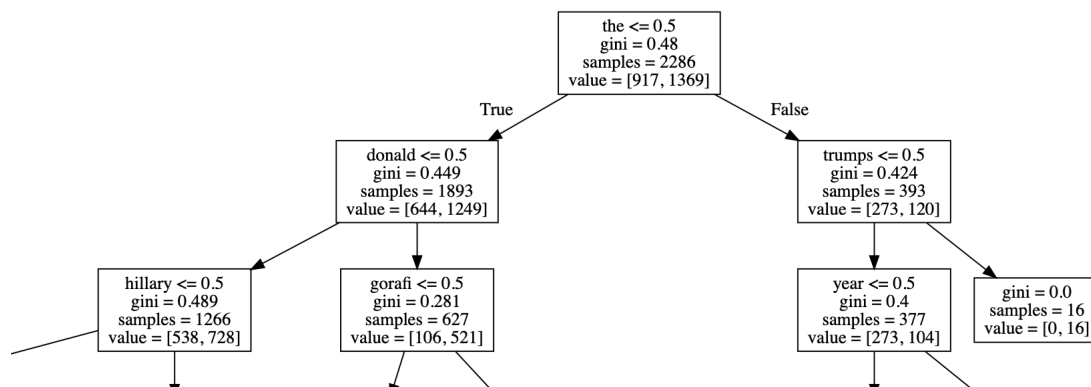 the <= 0.5
gini = 0.48
samples = 2286
value = [917, 1369]
True
False
donald <= 0.5
gini = 0.449
samples = 1893
value = [644, 1249]
trumps <= 0.5
gini = 0.424
samples = 393
value = [273, 120]
hillary <= 0.5
gini = 0.489
samples = 1266
value = [538, 728]
gorafi <= 0.5
gini = 0.281
samples = 627
value = [106, 521]
year <= 0.5
gini = 0.4
samples = 377
value = [273, 104]
gini = 0.0
samples = 16
value = [0, 16]